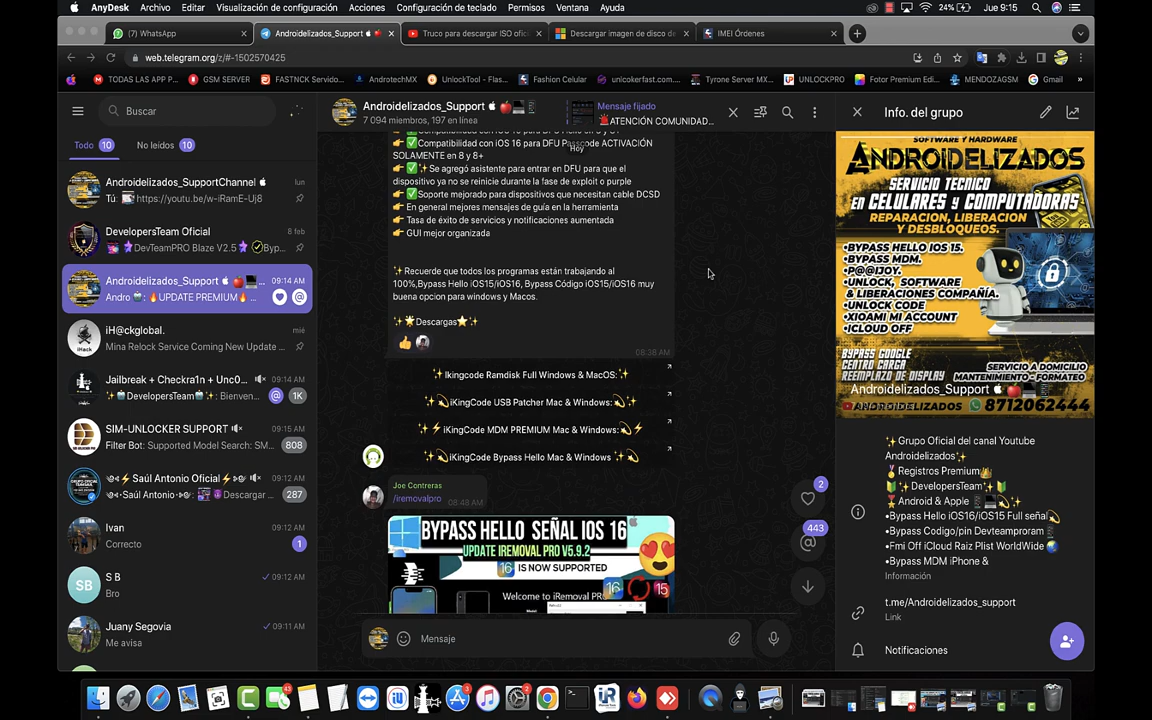 AnyDesk Archivo Editar Visualización de configuración Acciones Configuración de teclado Permisos Ventana Ayuda 24% Jue 9:15
(7) WhatsApp
Androidelizados_Support
Truco para descargar ISO ofic
Descargar imagen de disco de
IMEI Órdenes
web.telegram.org/z/#-1502570425
TODAS LAS APP P...
GSM SERVER
FASTNCK Servido...
AndrotechMX
UnlockTool - Flas...
Fashion Celular
unicokerfast.com....
Tyrone Server MX...
UNLOCKPRO
Fotor Premium Edi...
MENDOZAGSM
Gmail
»
Buscar
Todo 10
No leídos 10
Androidelizados_SupportChannel
lun
Tú: https://youtu.be/w-iRamE-Uj8
DevelopersTeam Oficial
8 feb
DevTeamPRO Blaze V2.5 Byp...
Androidelizados_Support ...
09:14 AM
Andro : 🔥UPDATE PREMIUM🔥 ...
iH@ckglobal.
mié
Mina Relock Service Coming New Update ...
Jailbreak + Checkra1n + Unc0...
09:14 AM
DevelopersTeam : Bienven...
1K
SIM-UNLOCKER SUPPORT
09:15 AM
Filter Bot: Supported Model Search: SM...
808
Saúl Antonio Oficial
09:12 AM
Saúl Antonio : Descargar ...
287
Ivan
09:12 AM
Correcto
1
SB
S B
09:12 AM
Bro
Juany Segovia
09:11 AM
Me avisa
Androidelizados_Support
7 094 miembros, 197 en línea
Mensaje fijado
🚨ATENCIÓN COMUNIDAD...
Hoy
👉 ✅Compatibilidad con iOS 16 para DFU Passcode ACTIVACIÓN
SOLAMENTE en 8 y 8+
👉 ✅✨Se agregó asistente para entrar en DFU para que el
dispositivo ya no se reinicie durante la fase de exploit o purple
👉 ✅Soporte mejorado para dispositivos que necesitan cable DCSD
👉 En general mejores mensajes de guía en la herramienta
👉 Tasa de éxito de servicios y notificaciones aumentada
👉 GUI mejor organizada
✨Recuerde que todos los programas están trabajando al
100%,Bypass Hello iOS15/iOS16, Bypass Código iOS15/iOS16 muy
buena opcion para windows y Macos.
✨🌟Descargas⭐✨
08:38 AM
✨Ikingcode Ramdisk Full Windows & MacOS:✨
✨💫iKingCode USB Patcher Mac & Windows:💫✨
✨⚡iKingCode MDM PREMIUM Mac & Windows:💫⚡
✨💫iKingCode Bypass Hello Mac & Windows ✨💫
Joe Contreras
/iremovalpro
08:48 AM
BYPASS HELLO SEÑAL IOS 16
UPDATE IREMOVAL PRO V5.9.2
16 IS NOW SUPPORTED
Welcome to iRemoval PRO
16
15
2
443
Mensaje
Info. del grupo
SOFTWARE Y HARDWARE
ANDROIDELIZADOS
SERVICIO TECNICO
EN CELULARES Y COMPUTADORAS
REPARACION, LIBERACION
Y DESBLOQUEOS.
•BYPASS HELLO IOS 15.
•BYPASS MDM.
•P@@IJOY.
•UNLOCK, SOFTWARE
& LIBERACIONES COMPAÑIA.
•UNLOCK CODE
•XIOAMI MI ACCOUNT
•ICLOUD OFF
BYPASS GOOGLE
CENTRO CARGA
REEMPLAZO DE DISPLAY
SERVICIO A DOMICILIO
MANTENIMIENTO - FORMATEO
Androidelizados_Support
ANDROIDELIZADOS
8712062444
✨Grupo Oficial del canal Youtube
Androidelizados✨
🏅Registros Premium👑
🔰✨DevelopersTeam✨🔰
Android & Apple
•Bypass Hello iOS16/iOS15 Full señal💫
•Bypass Codigo/pin Devteamproram
•Fmi Off iCloud Raiz Plist WorldWide 🌏
•Bypass MDM iPhone &
Información
t.me/Androidelizados_support
Link
Notificaciones